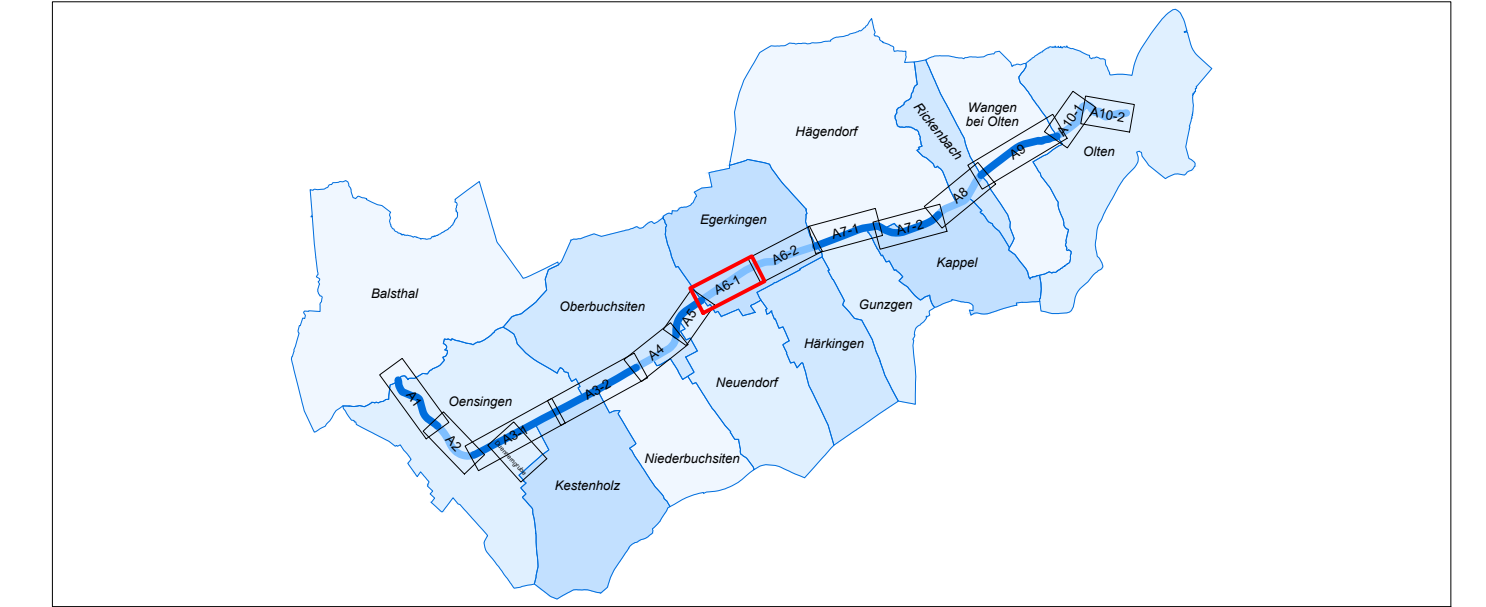 Hägendorf
Rickenbach
Wangen
bei Olten
A10-1
A10-2
Olten
A9
A8
Egerkingen
A7-1
A7-2
A6-2
A6-1
Kappel
Balsthal
Oberbuchsiten
Gunzgen
A5
Härkingen
A4
Neuendorf
A3-2
A1
Oensingen
A2
A3-1
Niederbuchsiten
Kestenholz